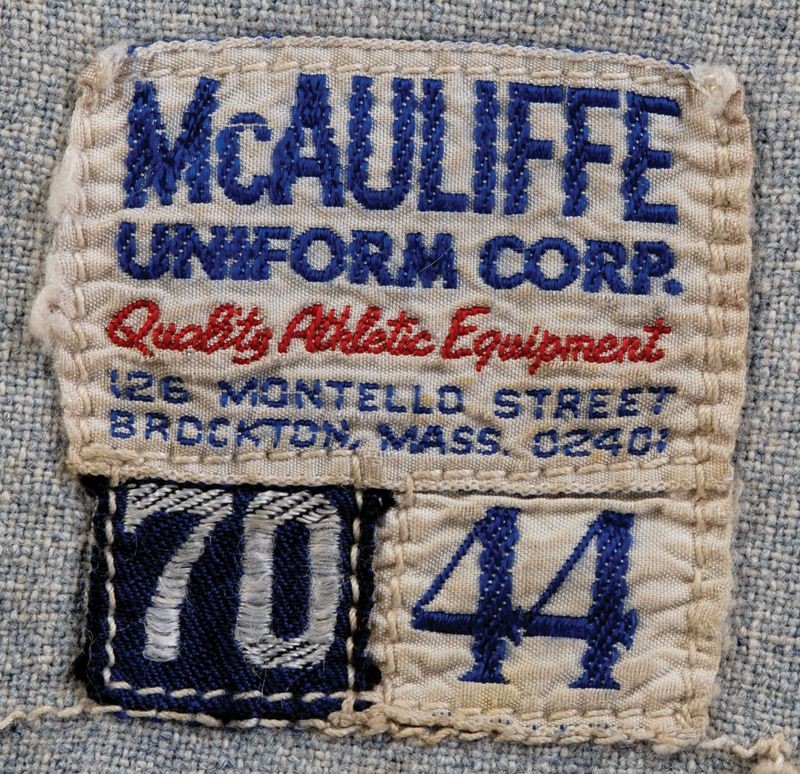 McAULIFFE
UNIFORM CORP.
Quality Athletic Equipment
126 MONTELLO STREET
BROCKTON, MASS. 02401
70 44